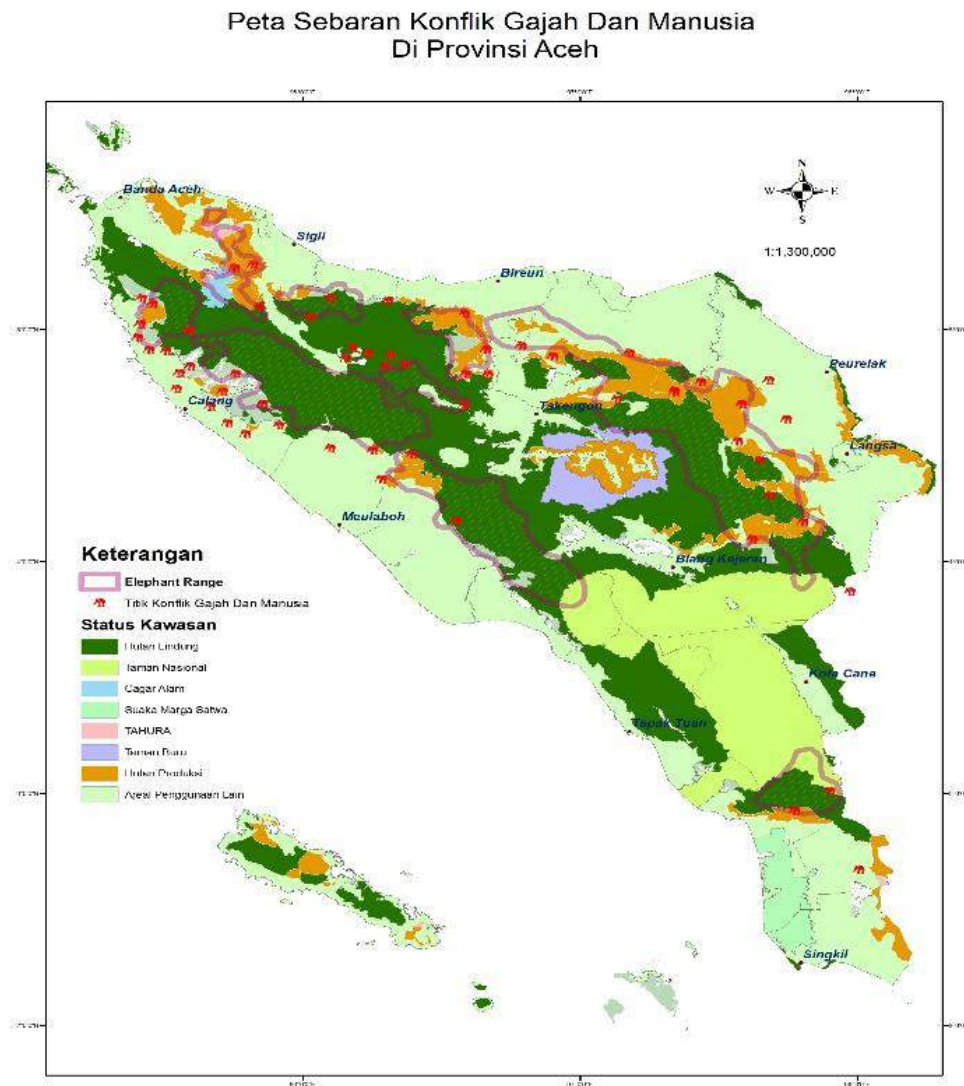 Peta Sebaran Konflik Gajah Dan Manusia
Di Provinsi Aceh
N
W
E
S
1:1,300,000
Banda Aceh
Sigli
Bireun
Peurelak
Takengon
Calang
Langsa
Meulaboh
Blang Kejeran
Kota Cane
Tapak Tuan
Singkil
Keterangan
Elephant Range
Titik Konflik Gajah Dan Manusia
Status Kawasan
Hutan Lindung
Taman Nasional
Cagar Alam
Suaka Marga Satwa
TAHURA
Taman Buru
Hutan Produksi
Areal Penggunaan Lain